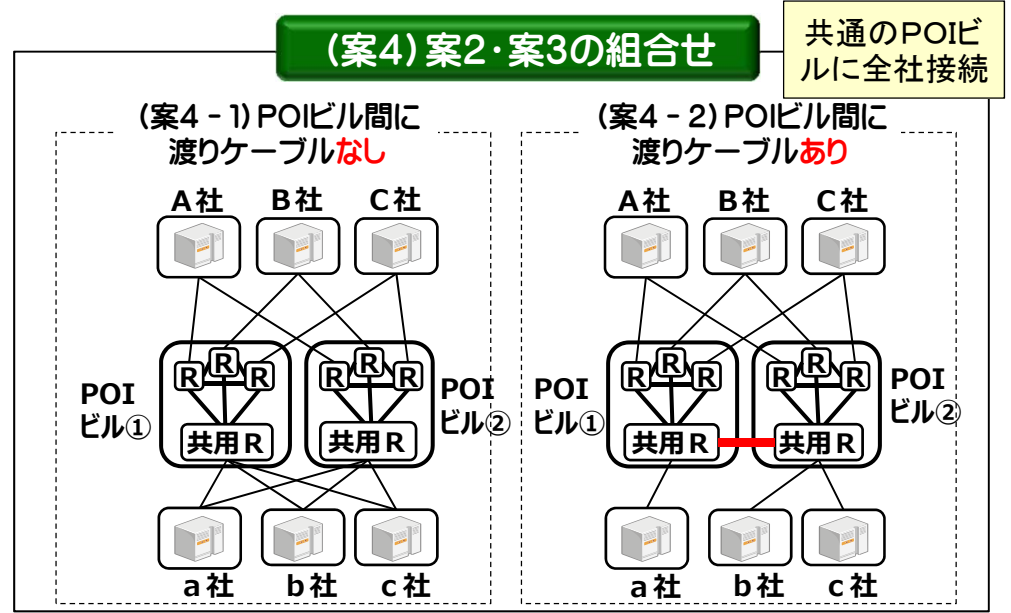 (案4)案2・案3の組合せ
共通のPOIビ
ルに全社接続
(案4‐1)POIビル間に
渡りケーブルなし
A社
B社
C社
R
R
R
R
R
R
POI
ビル①
POI
ビル②
共用R
共用R
a社
b社
c社
(案4‐2)POIビル間に
渡りケーブルあり
A社
B社
C社
R
R
R
R
R
R
POI
ビル①
POI
ビル②
共用R
共用R
a社
b社
c社